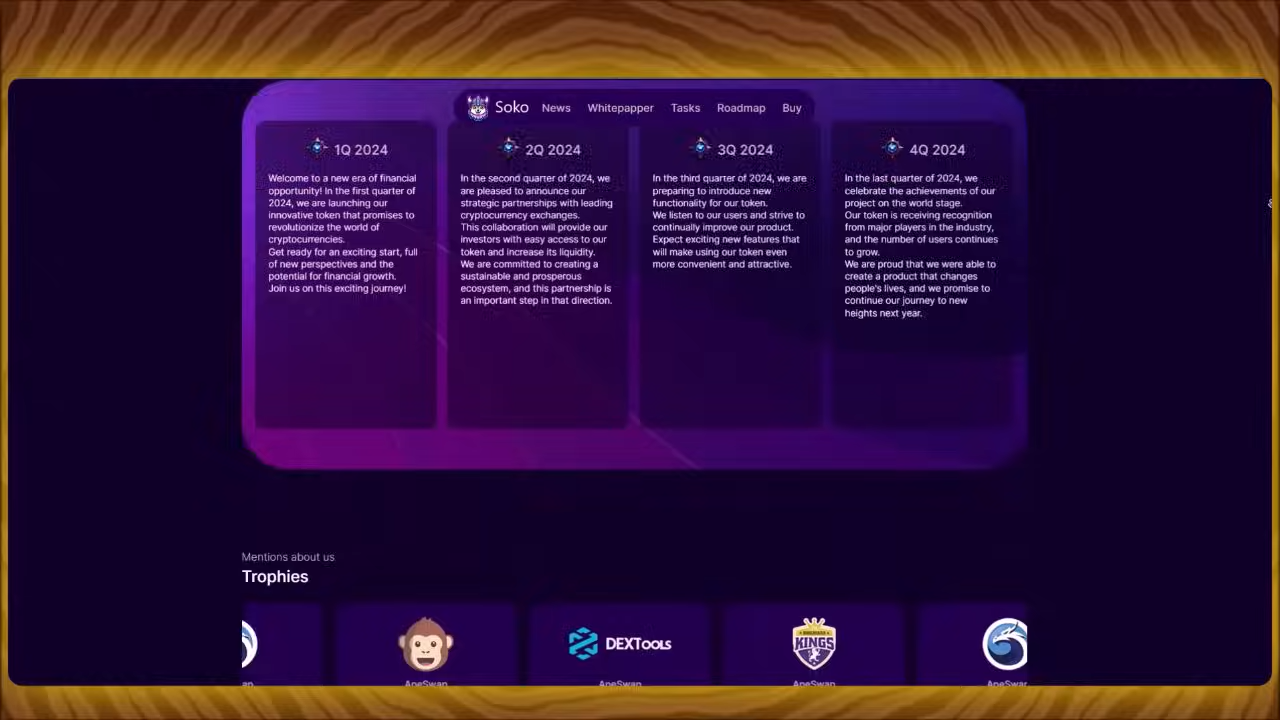 Soko News Whitepapper Tasks Roadmap Buy
1Q 2024
Welcome to a new era of financial
opportunity! In the first quarter of
2024, we are launching our
innovative token that promises to
revolutionize the world of
cryptocurrencies.
Get ready for an exciting start, full
of new perspectives and the
potential for financial growth.
Join us on this exciting journey!
2Q 2024
In the second quarter of 2024, we
are pleased to announce our
strategic partnerships with leading
cryptocurrency exchanges.
This collaboration will provide our
investors with easy access to our
token and increase its liquidity.
We are committed to creating a
sustainable and prosperous
ecosystem, and this partnership is
an important step in that direction.
3Q 2024
In the third quarter of 2024, we are
preparing to introduce new
functionality for our token.
We listen to our users and strive to
continually improve our product.
Expect exciting new features that
will make using our token even
more convenient and attractive.
4Q 2024
In the last quarter of 2024, we
celebrate the achievements of our
project on the world stage.
Our token is receiving recognition
from major players in the industry,
and the number of users continues
to grow.
We are proud that we were able to
create a product that changes
people's lives, and we promise to
continue our journey to new
heights next year.
Mentions about us
Trophies
DEXTools
KINGS
ApeSwap ApeSwap ApeSwap ApeSwap